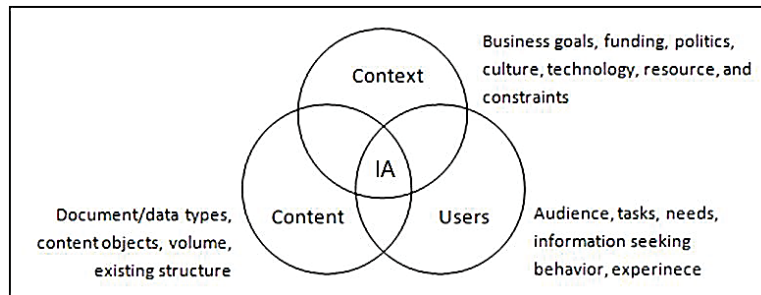 Business goals, funding, politics,
culture, technology, resource, and
constraints
Context
IA
Content
Users
Document/data types,
content objects, volume,
existing structure
Audience, tasks, needs,
information seeking
behavior, experinece